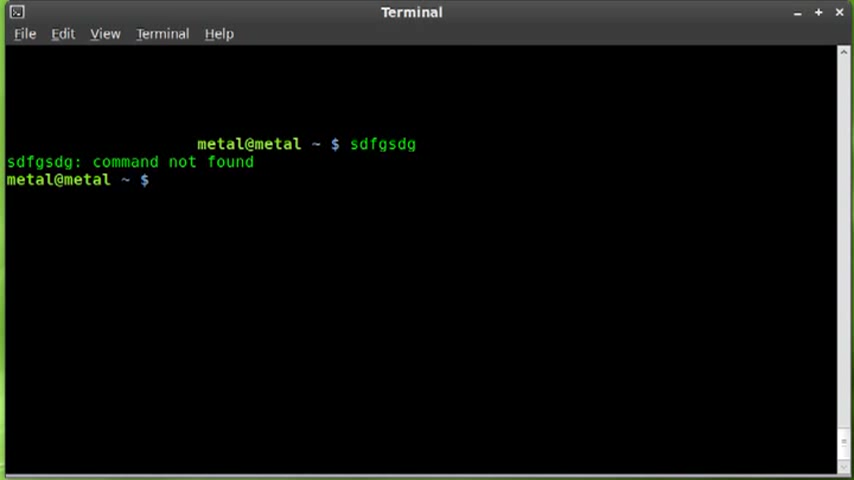 Terminal
File Edit View Terminal Help
metal@metal ~ $ sdfgsdg
sdfgsdg: command not found
metal@metal ~ $